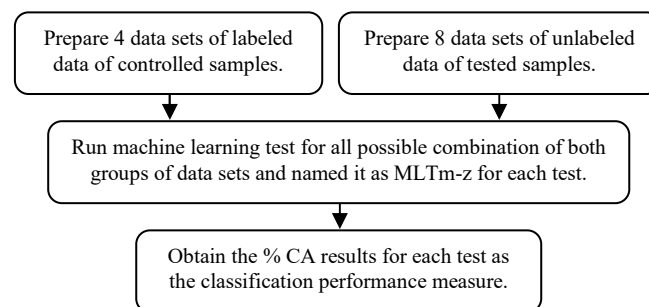 Prepare 4 data sets of labeled
data of controlled samples.
Prepare 8 data sets of unlabeled
data of tested samples.
Run machine learning test for all possible combination of both
groups of data sets and named it as MLTm-z for each test.
Obtain the % CA results for each test as
the classification performance measure.